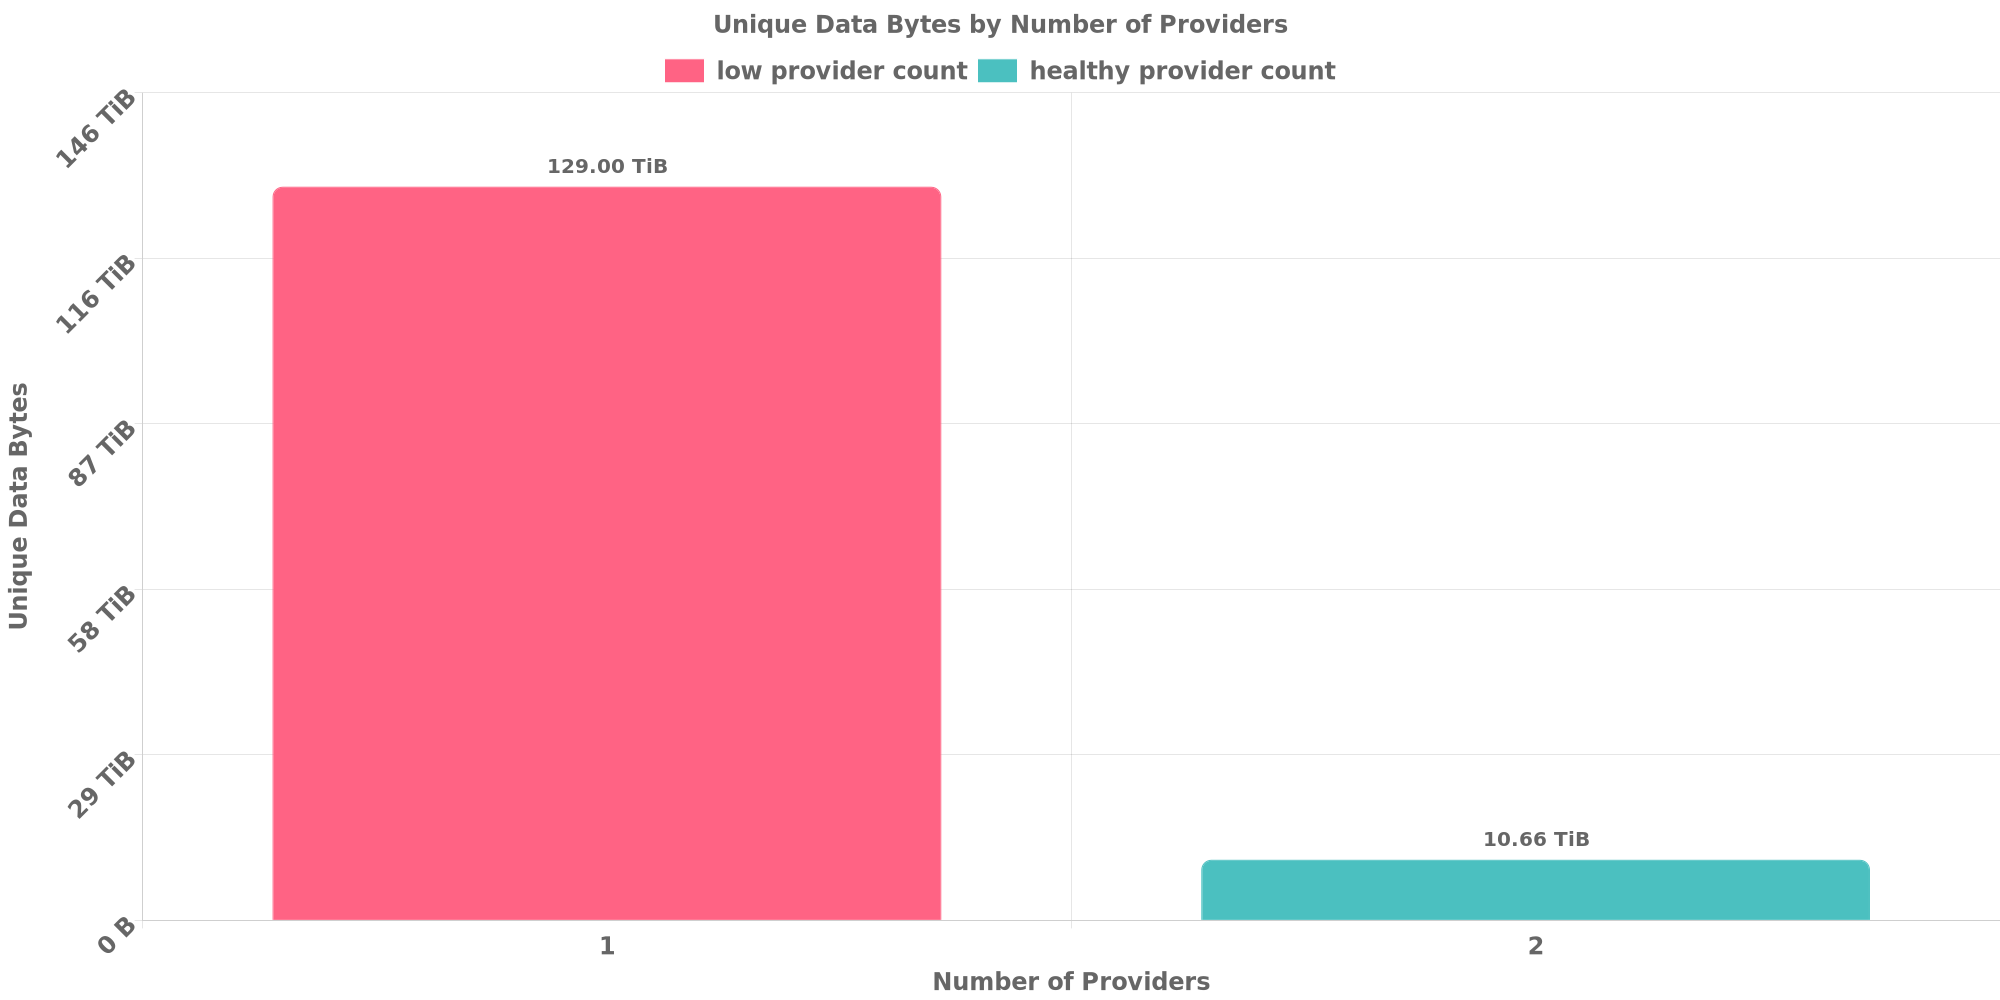 Unique Data Bytes by Number of Providers
low provider count
healthy provider count
146 TiB
116 TiB
87 TiB
58 TiB
29 TiB
0 B
Unique Data Bytes
129.00 TiB
10.66 TiB
1
2
Number of Providers